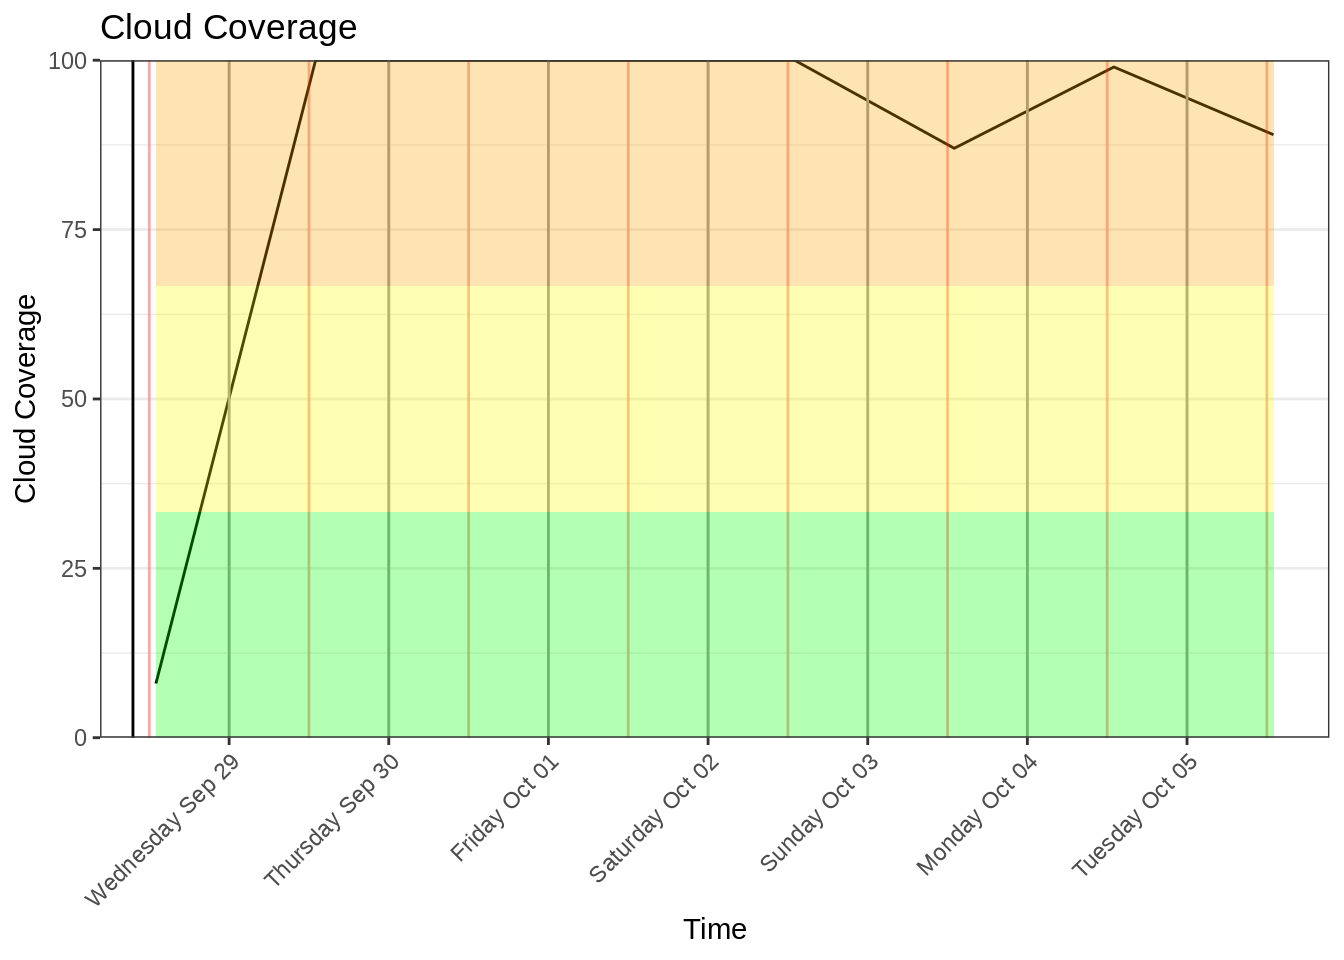 Cloud Coverage
100
75
50
25
0
Cloud Coverage
Wednesday Sep 29
Thursday Sep 30
Friday Oct 01
Saturday Oct 02
Sunday Oct 03
Monday Oct 04
Tuesday Oct 05
Time